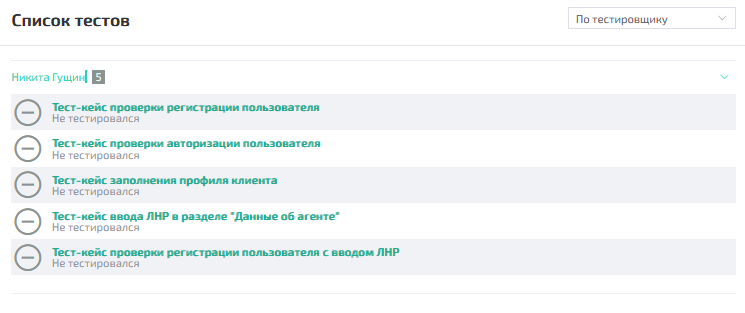 Список тестов
По тестировщику
Никита Гущин 5
Тест-кейс проверки регистрации пользователя
Не тестировался
Тест-кейс проверки авторизации пользователя
Не тестировался
Тест-кейс заполнения профиля клиента
Не тестировался
Тест-кейс ввода ЛНР в разделе "Данные об агенте"
Не тестировался
Тест-кейс проверки регистрации пользователя с вводом ЛНР
Не тестировался